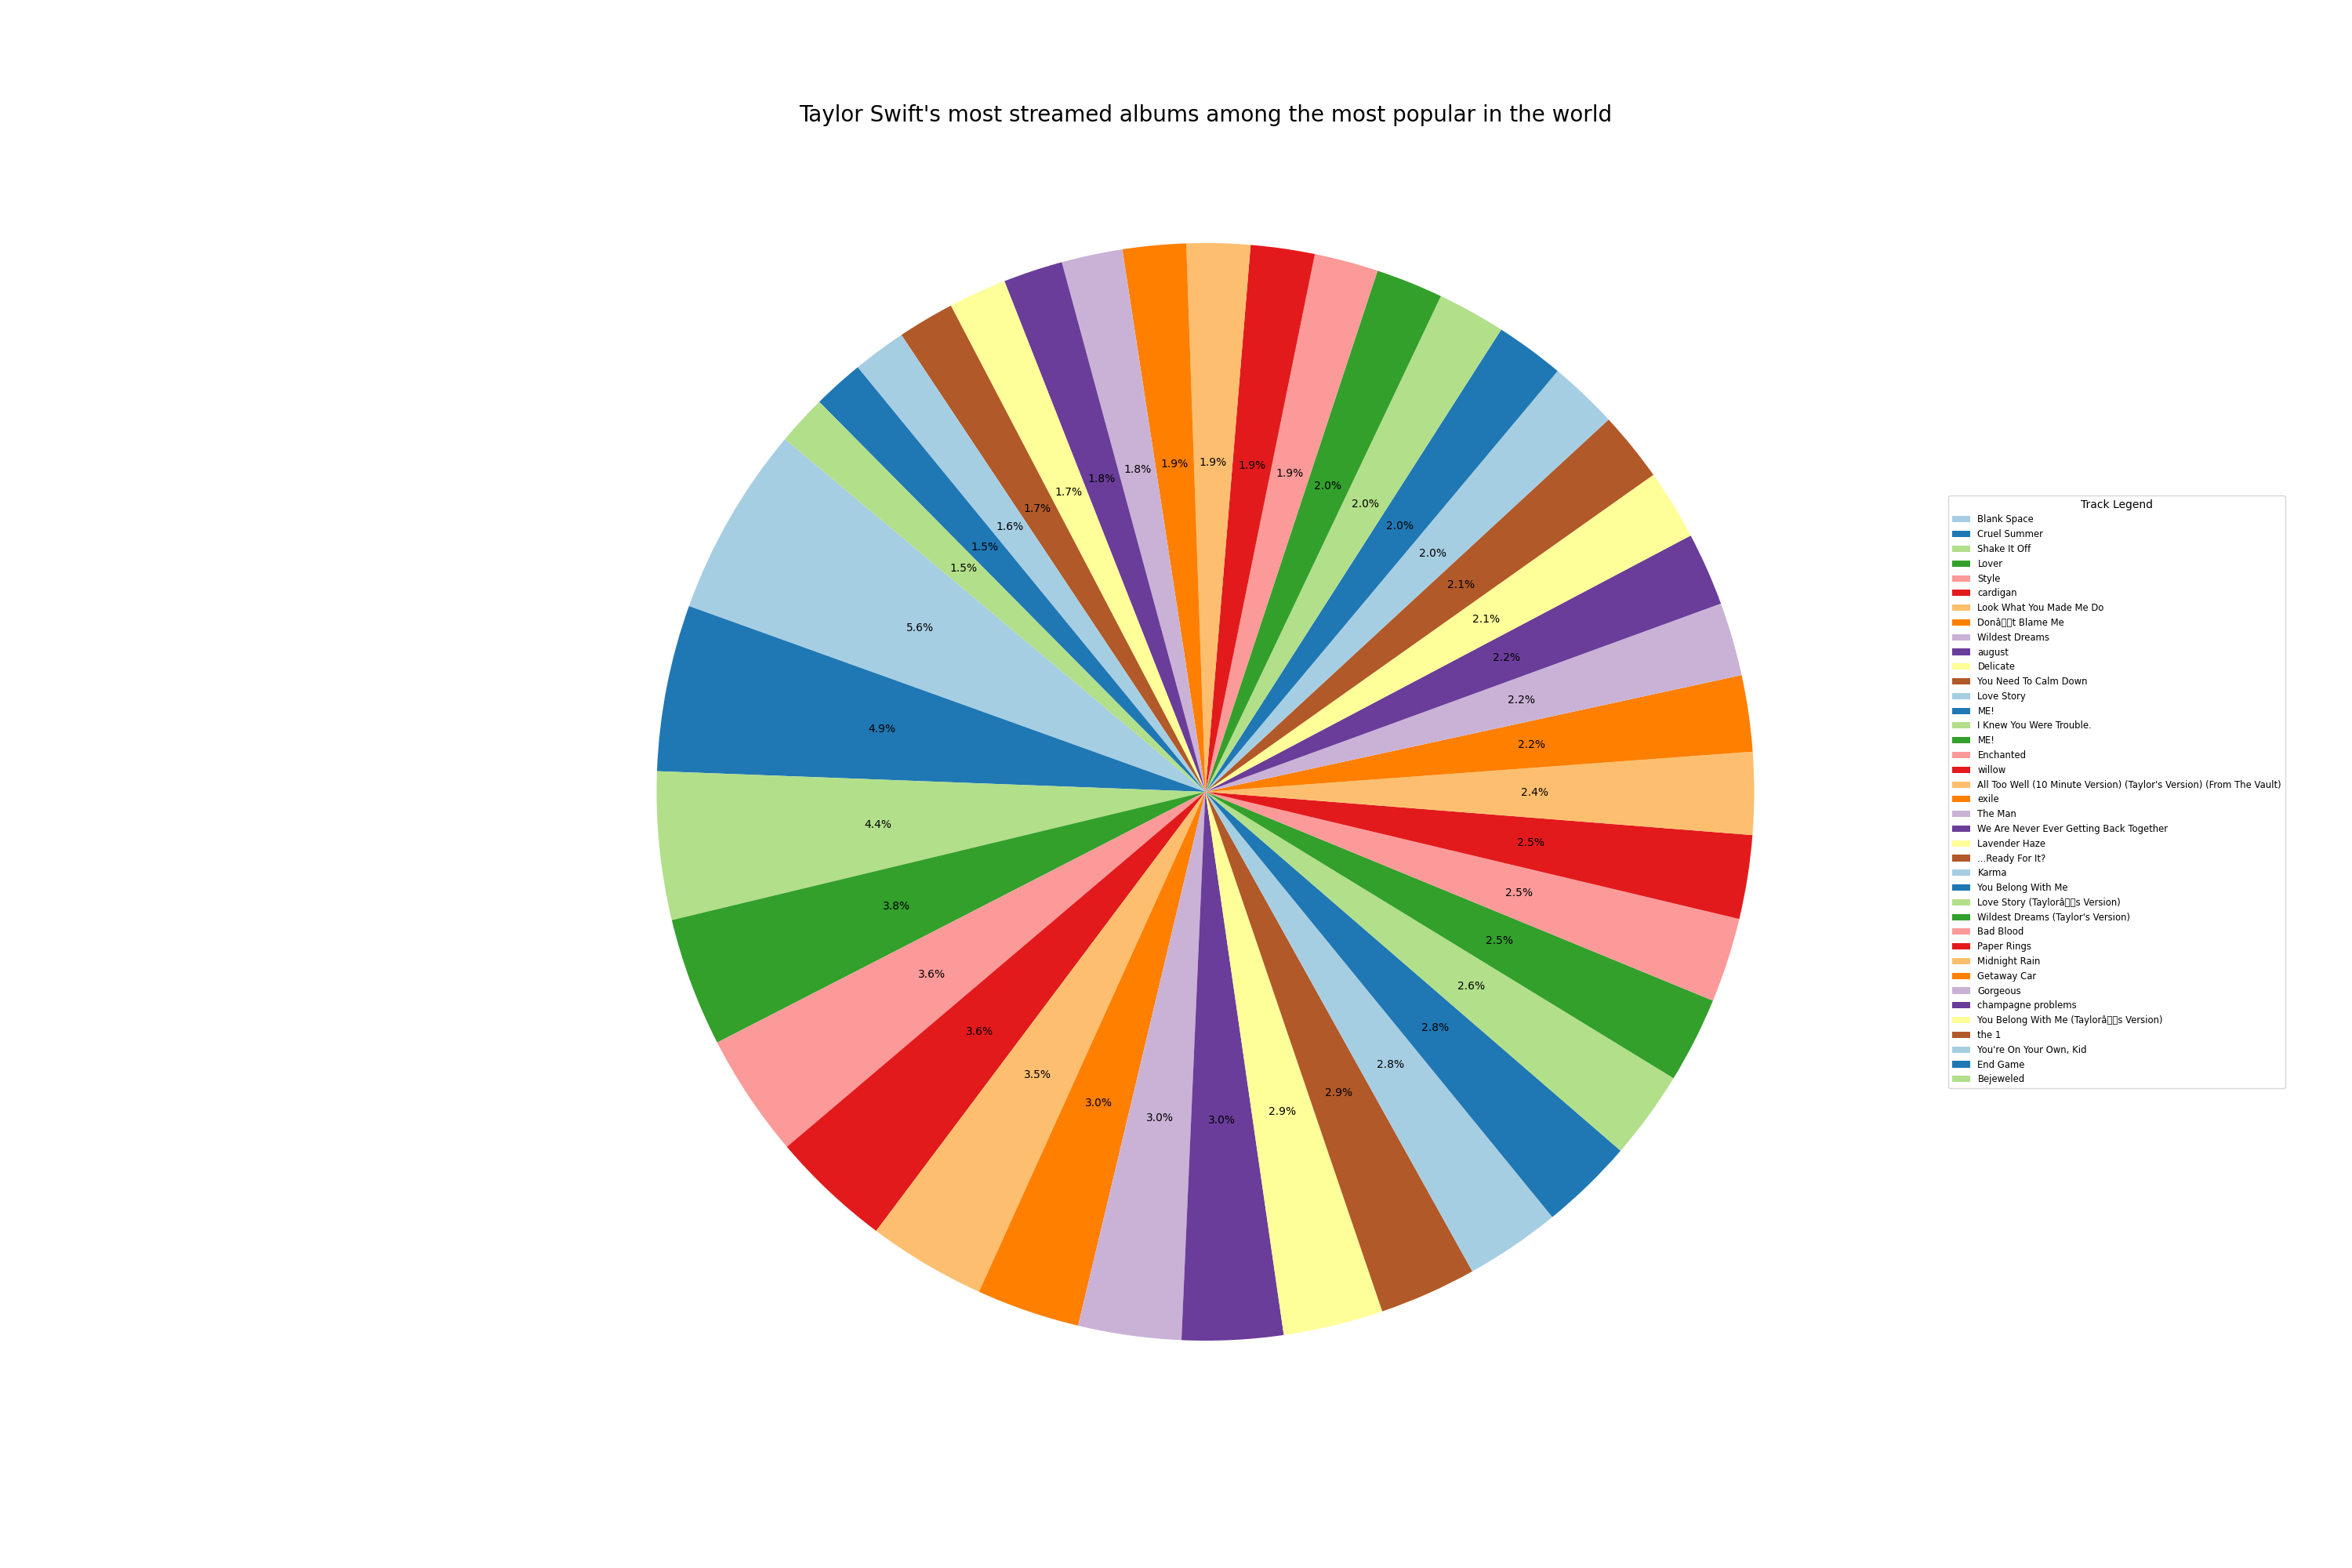 Taylor Swift's most streamed albums among the most popular in the world
1.9%
1.9%
1.9%
1.9%
1.8%
1.8%
2.0%
1.7%
2.0%
1.7%
2.0%
1.6%
1.5%
2.0%
1.5%
2.1%
2.1%
5.6%
2.2%
2.2%
4.9%
2.2%
2.4%
4.4%
2.5%
2.5%
3.8%
2.5%
3.6%
2.6%
3.6%
2.8%
3.5%
2.8%
2.9%
3.0%
2.9%
3.0%
3.0%
Track Legend
Blank Space
Cruel Summer
Shake It Off
Lover
Style
cardigan
Look What You Made Me Do
Donât Blame Me
Wildest Dreams
august
Delicate
You Need To Calm Down
Love Story
ME!
I Knew You Were Trouble.
ME!
Enchanted
willow
All Too Well (10 Minute Version) (Taylor's Version) (From The Vault)
exile
The Man
We Are Never Ever Getting Back Together
Lavender Haze
...Ready For It?
Karma
You Belong With Me
Love Story (Taylorâs Version)
Wildest Dreams (Taylor's Version)
Bad Blood
Paper Rings
Midnight Rain
Getaway Car
Gorgeous
champagne problems
You Belong With Me (Taylorâs Version)
the 1
You're On Your Own, Kid
End Game
Bejeweled